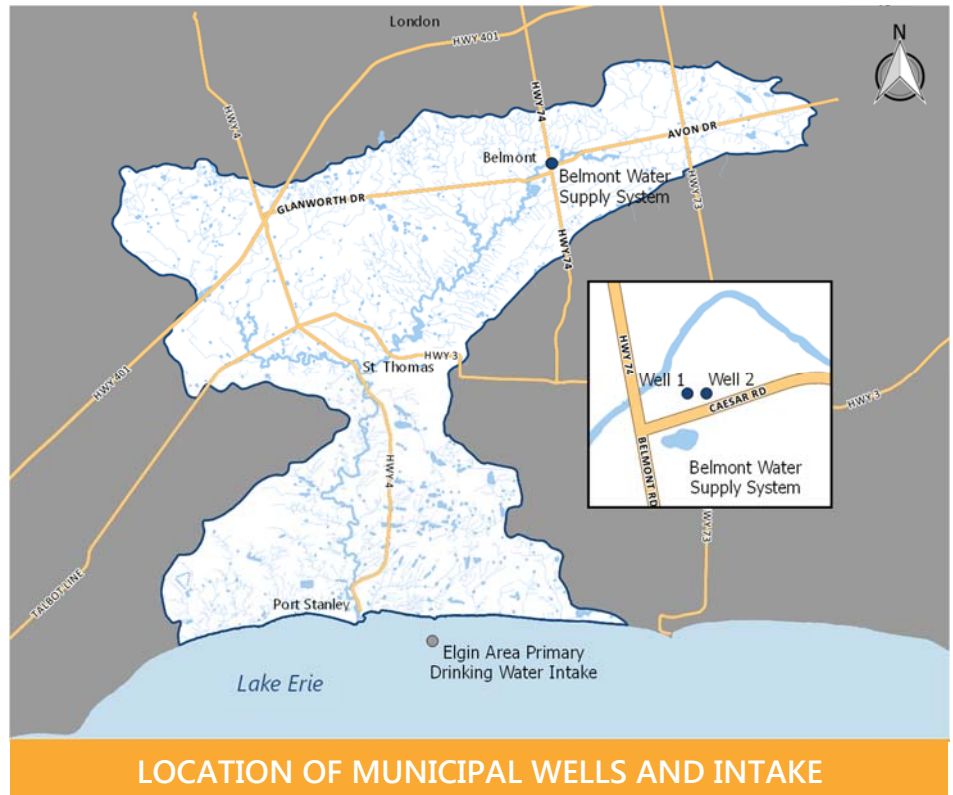 London
N
HWY 401
HWY 74
HWY 4
AVON DR
Belmont
Belmont Water
Supply System
GLANWORTH DR
HWY 73
HWY 74
HWY 3
St. Thomas
HWY 401
HWY 74
Well 1
Well 2
CAESAR RD
HWY 3
BELMONT RD
Belmont Water
Supply System
HWY 4
WY 73
TALBOT LINE
Port Stanley
Elgin Area Primary
Drinking Water Intake
Lake Erie
LOCATION OF MUNICIPAL WELLS AND INTAKE